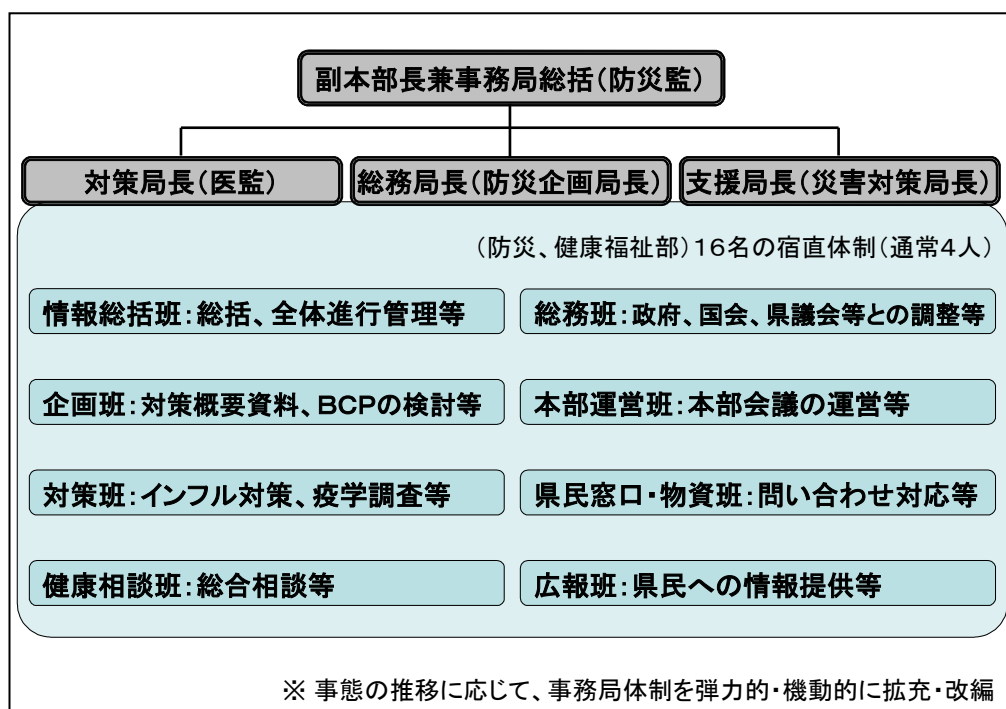 副本部長兼事務局総括(防災監)
対策局長(医監)
総務局長(防災企画局長)
支援局長(災害対策局長)
(防災、健康福祉部)16名の宿直体制(通常4人)
情報総括班:総括、全体進行管理等
総務班:政府、国会、県議会等との調整等
企画班:対策概要資料、BCPの検討等
本部運営班:本部会議の運営等
対策班:インフル対策、疫学調査等
県民窓口・物資班:問い合わせ対応等
健康相談班:総合相談等
広報班:県民への情報提供等
※ 事態の推移に応じて、事務局体制を弾力的・機動的に拡充・改編